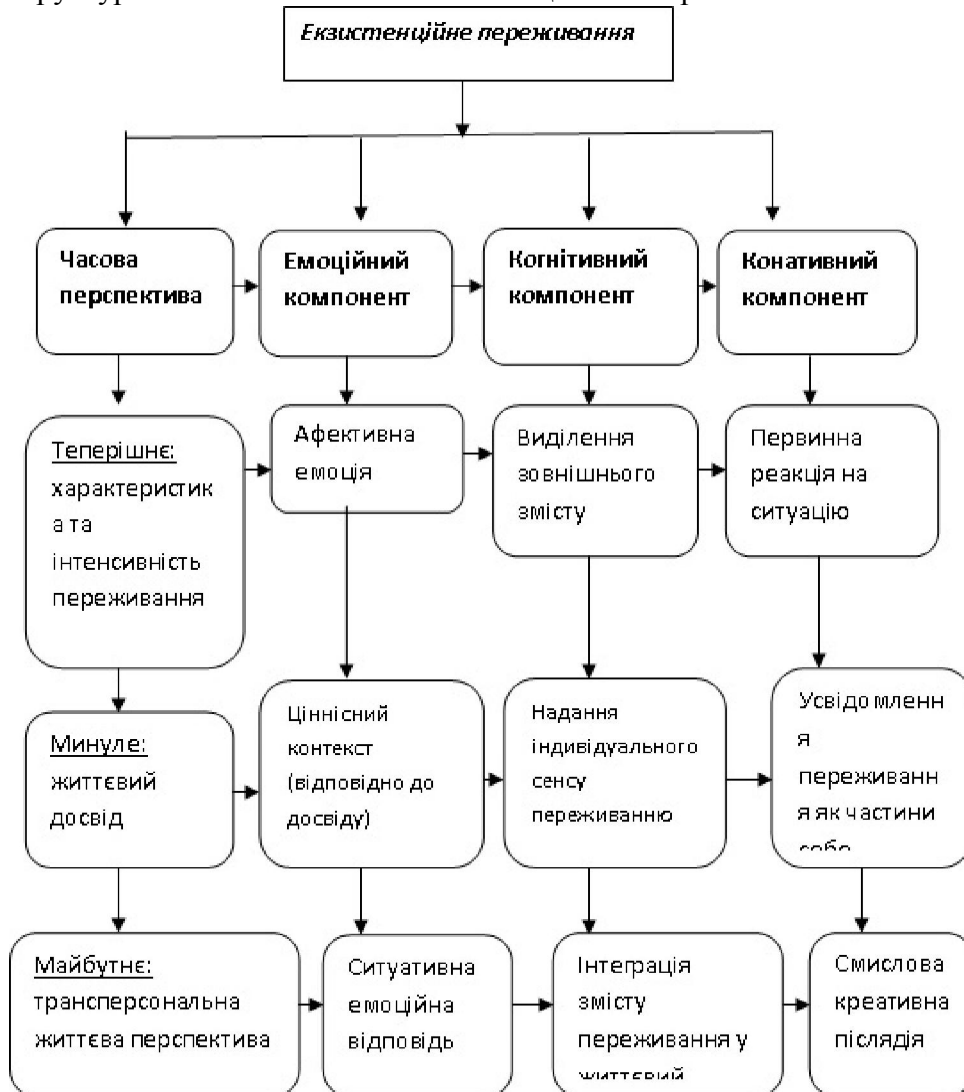 Екзистенційне переживання
Часова
перспектива
Емоційний
компонент
Когнітивний
компонент
Конативний
компонент
Теперішнє:
характеристик
а та
інтенсивність
переживання
Афективна
емоція
Виділення
зовнішнього
змісту
Первинна
реакція на
ситуацію
Минуле:
життєвий
досвід
Ціннісний
контекст
(відповідно до
досвіду)
Надання
індивідуального
сенсу
переживанню
Усвідомленн
я
переживанн
я як частини
Майбутнє:
трансперсональна
життєва перспектива
Ситуативна
емоційна
відповідь
Інтеграція
змісту
переживання у
життєвий
Смислова
креативна
післядія